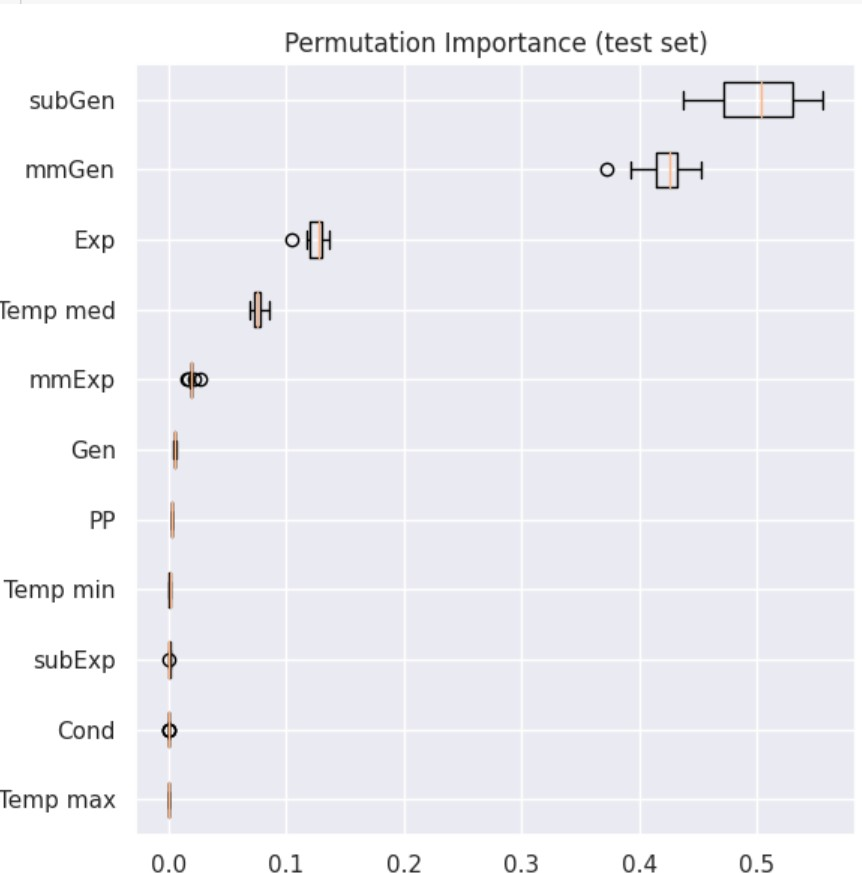 Permutation Importance (test set)
subGen
mmGen
Exp
Temp med
mmExp
Gen
PP
Temp min
subExp
Cond
Temp max
0.0 0.1 0.2 0.3 0.4 0.5